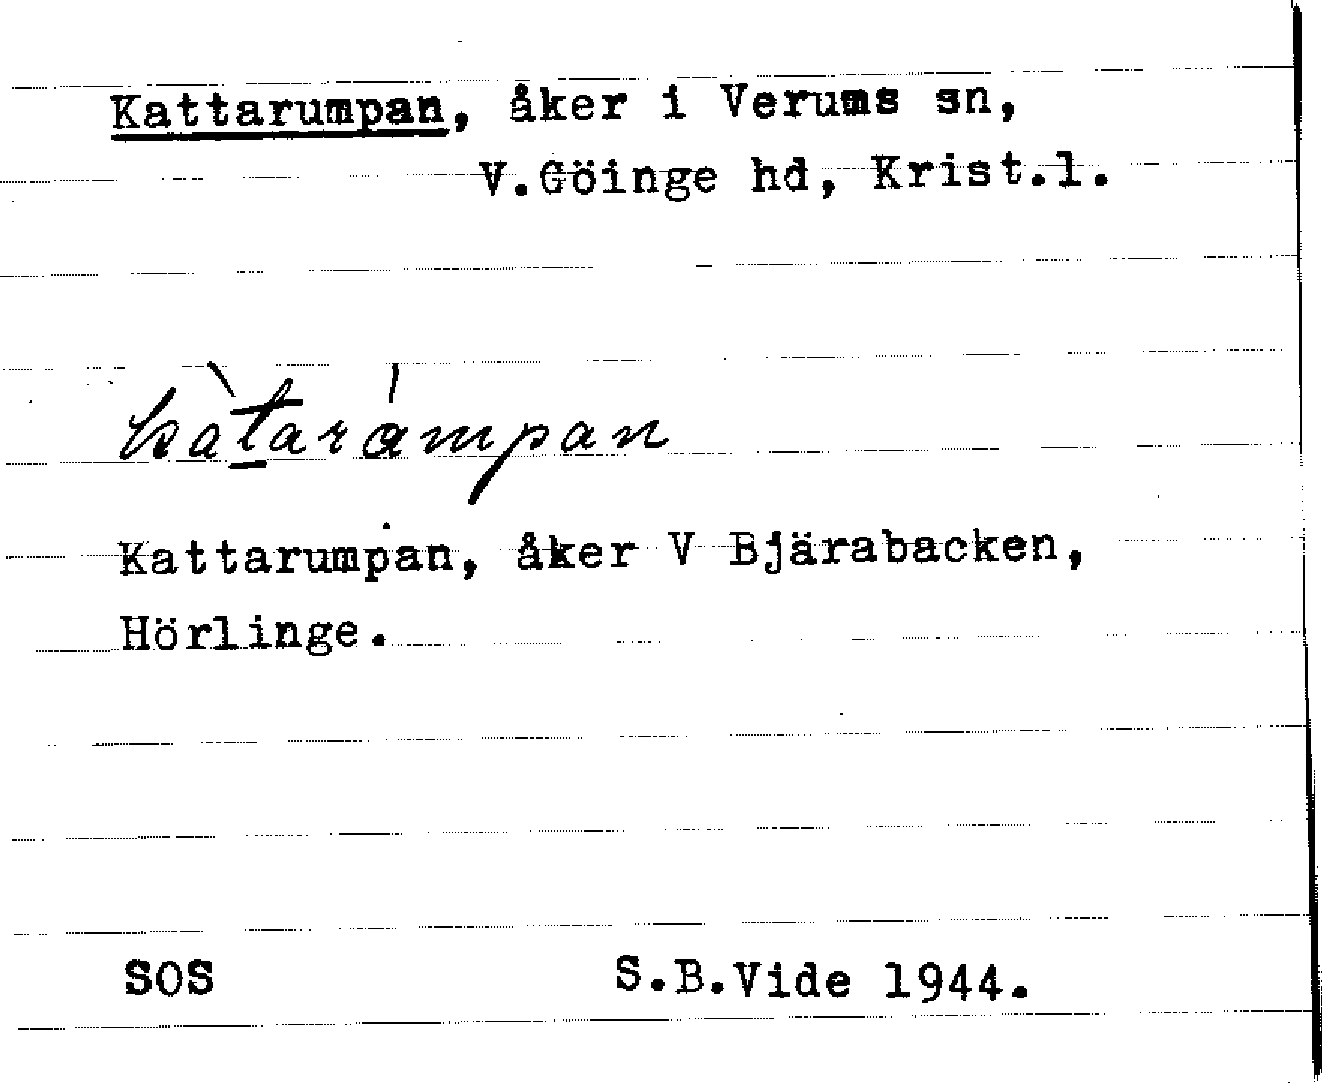 Kattarumpan, åker i Verums sn,
V.Göinge hd, Krist.l.
kàtarámpan
Kattarumpan, åker V Bjärabacken,
Hörlinge.
SOS S.B.Vide 1944.